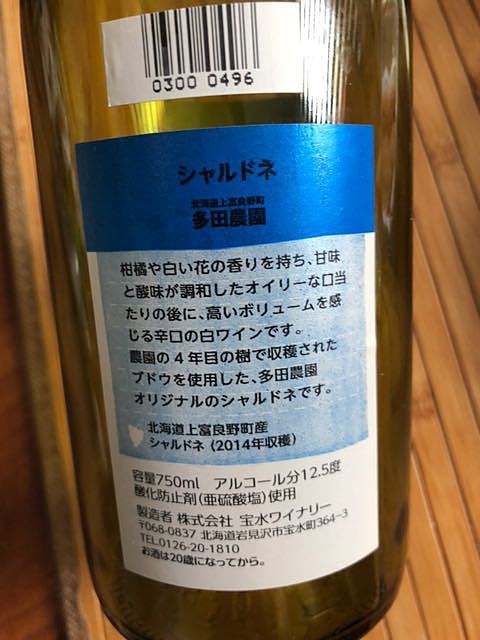 0300 0496
シャルドネ
北海道上富良野町
多田農園
柑橘や白い花の香りを持ち、甘味
と酸味が調和したオイリーな口当
たりの後に、高いボリュームを感
じる辛口の白ワインです。
農園の4年目の樹で収穫された
ブドウを使用した、多田農園
オリジナルのシャルドネです。
北海道上富良野町産
シャルドネ（2014年収穫）
容量750ml アルコール分12.5度
酸化防止剤（亜硫酸塩）使用
製造者 株式会社 宝水ワイナリー
〒068-0837 北海道岩見沢市宝水町364-3
TEL.0126-20-1810
お酒は20歳になってから。